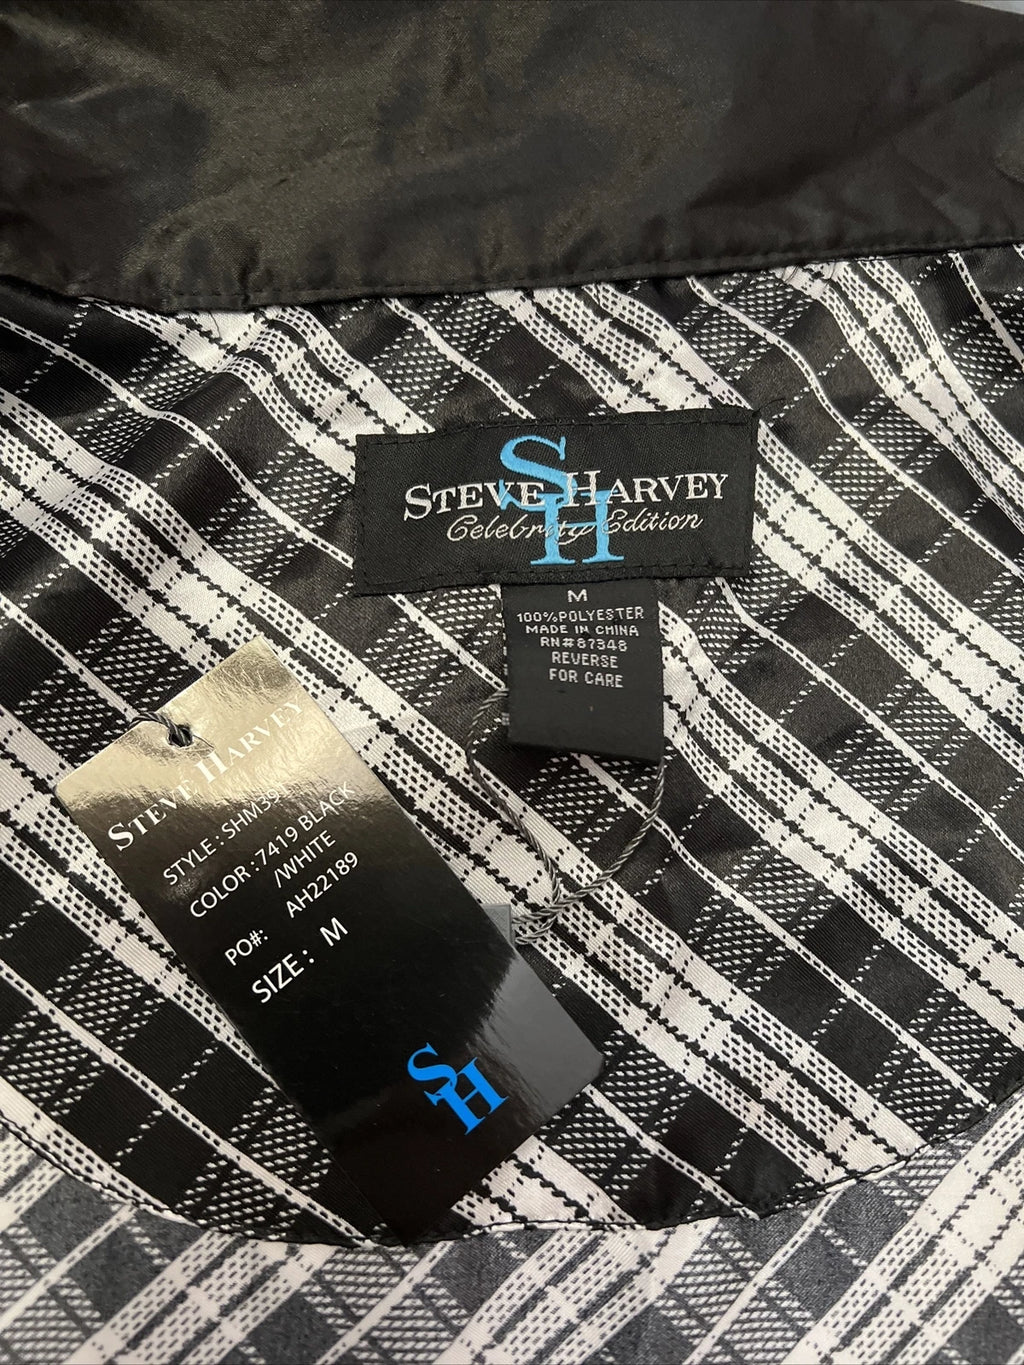 SH
STEVE HARVEY
Celebrity Edition
M
100%POLYESTER
MADE IN CHINA
RN#87348
REVERSE
FOR CARE
STEVE HARVEY
STYLE :
COLOR : 7419 BLACK
/WHITE
PO#: AH22189
SIZE : M
SH